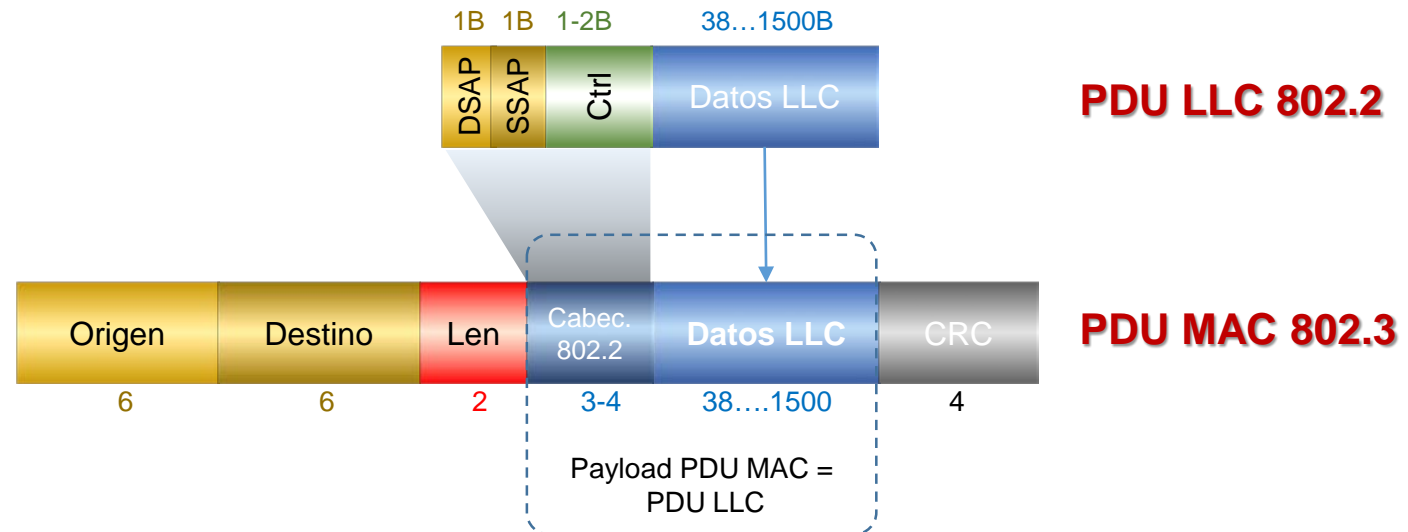 1B 1B 1-2B 38…1500B
DSAP SSAP Ctrl Datos LLC
PDU LLC 802.2
Origen Destino Len Cabec.
802.2 Datos LLC CRC
PDU MAC 802.3
6 6 2 3-4 38….1500 4
Payload PDU MAC =
PDU LLC